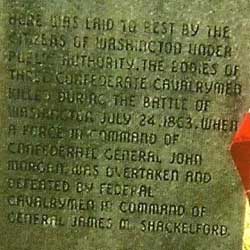 HERE WAS LAID TO REST BY THE
CITIZENS OF WASHINGTON UNDER
PUBLIC AUTHORITY. THE BODIES OF
THREE CONFEDERATE CAVALRYMEN
KILLED DURING THE BATTLE OF
WASHINGTON JULY 24 1863. WHEN
A FORCE IN COMMAND OF
CONFEDERATE GENERAL JOHN
MORGAN, WAS OVERTAKEN AND
DEFEATED BY FEDERAL
CAVALRYMEN IN COMMAND OF
GENERAL JAMES M. SHACKELFORD.